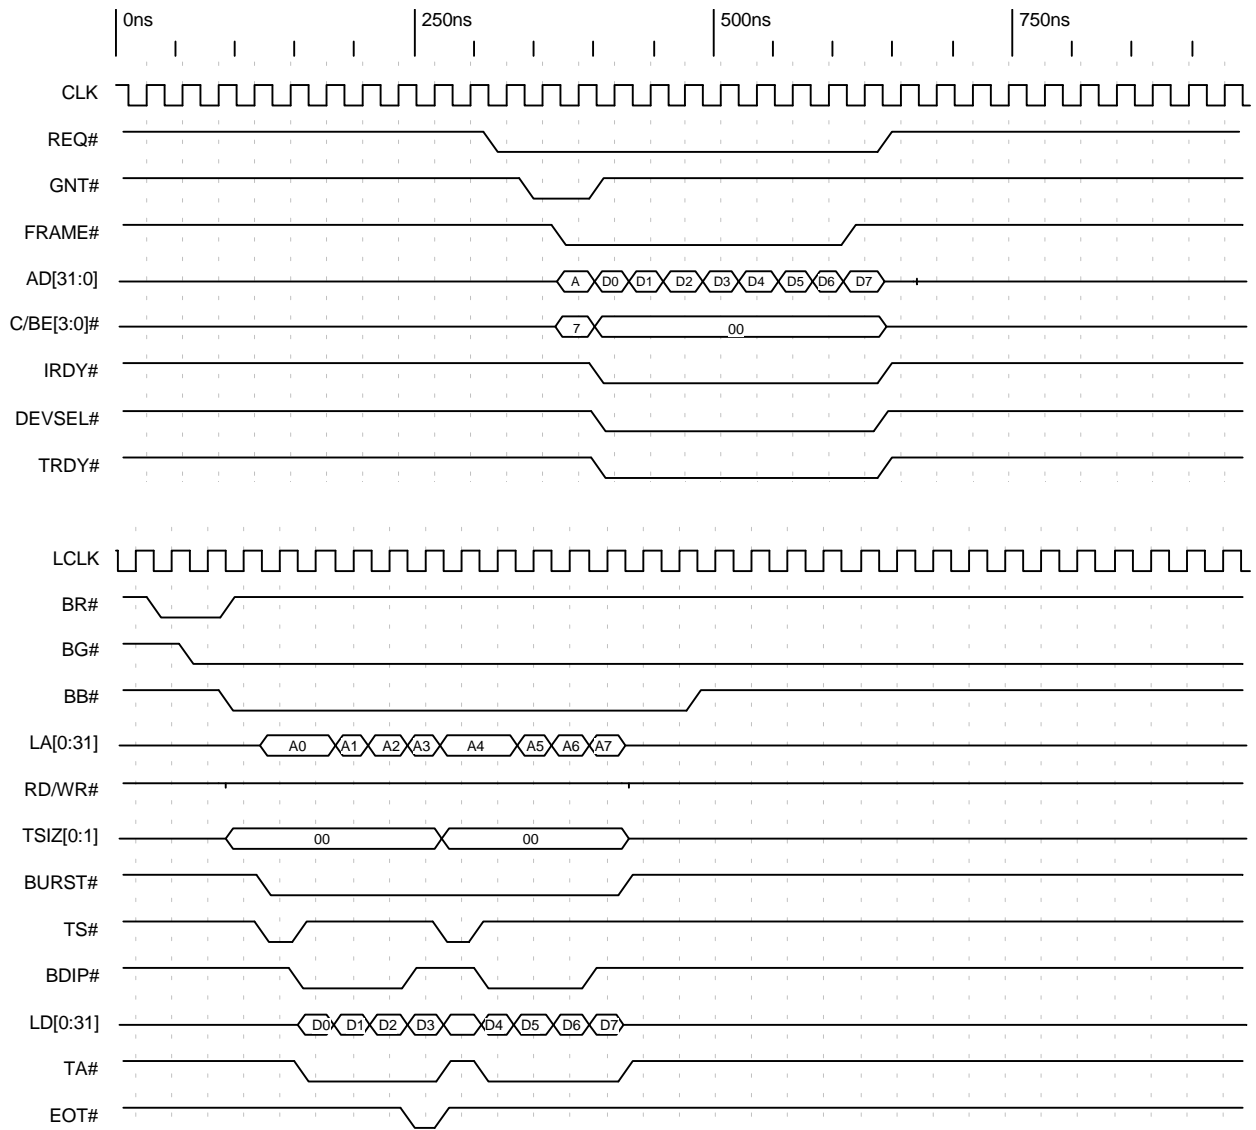 0ns 250ns 500ns 750ns
CLK
REQ#
GNT#
FRAME#
AD[31:0] A D0 D1 D2 D3 D4 D5 D6 D7
C/BE[3:0]# 7 00
IRDY#
DEVSEL#
TRDY#
LCLK
BR#
BG#
BB#
LA[0:31] A0 A1 A2 A3 A4 A5 A6 A7
RD/WR#
TSIZ[0:1] 00 00
BURST#
TS#
BDIP#
LD[0:31] D0 D1 D2 D3 D4 D5 D6 D7
TA#
EOT#